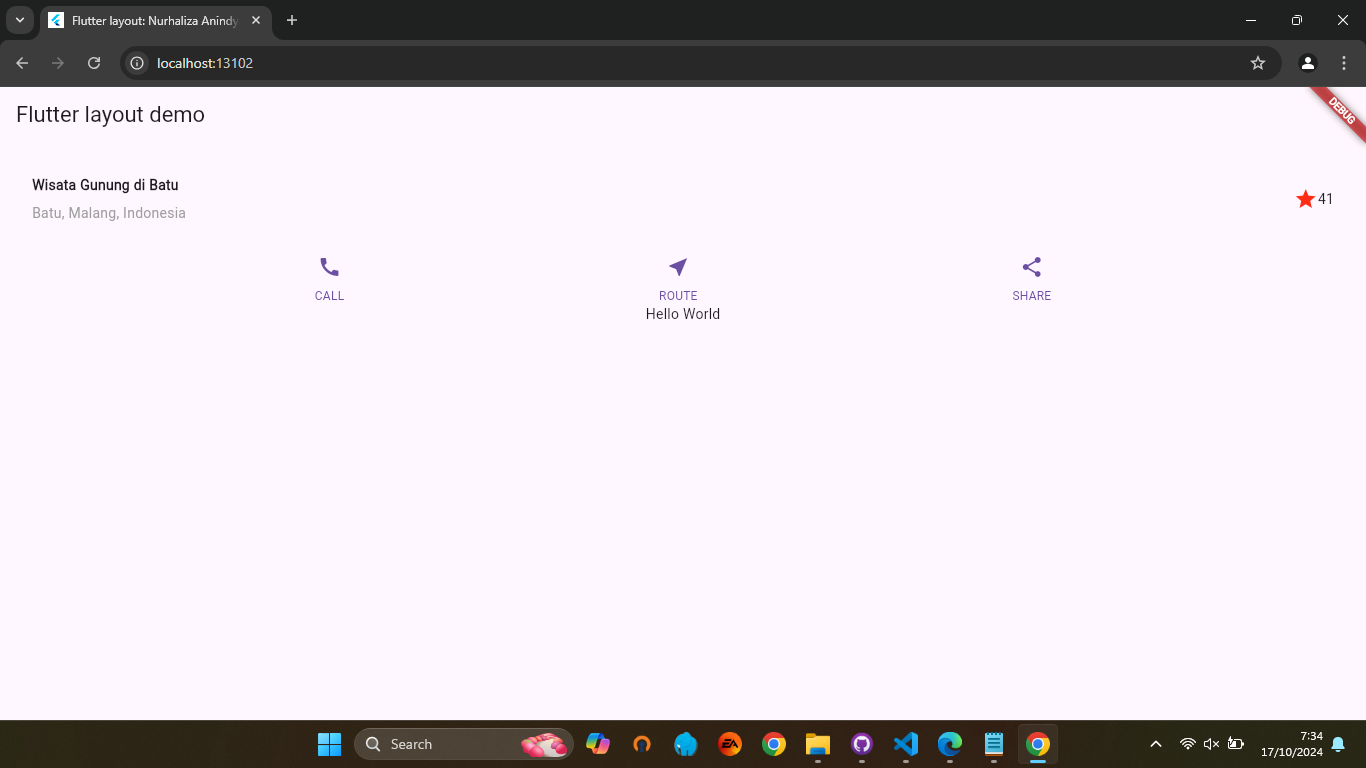 Flutter layout: Nurhaliza Anindy
localhost:13102
Flutter layout demo
DEBUG
Wisata Gunung di Batu
Batu, Malang, Indonesia
41
CALL
ROUTE
SHARE
Hello World
Search
EA
7:34
17/10/2024